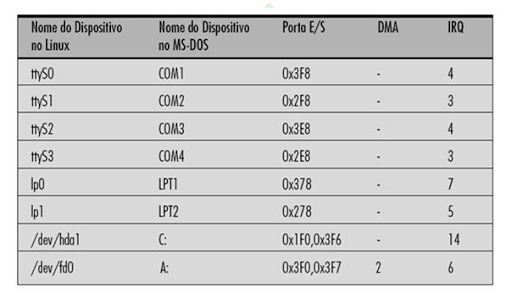 Nome do Dispositivo no Linux Nome do Dispositivo no MS-DOS Porta E/S DMA IRQ
ttyS0 COM1 0x3F8 - 4
ttyS1 COM2 0x2F8 - 3
ttyS2 COM3 0x3E8 - 4
ttyS3 COM4 0x2E8 - 3
lp0 LPT1 0x378 - 7
lp1 LPT2 0x278 - 5
/dev/hda1 C: 0x1F0,0x3F6 - 14
/dev/fd0 A: 0x3F0,0x3F7 2 6